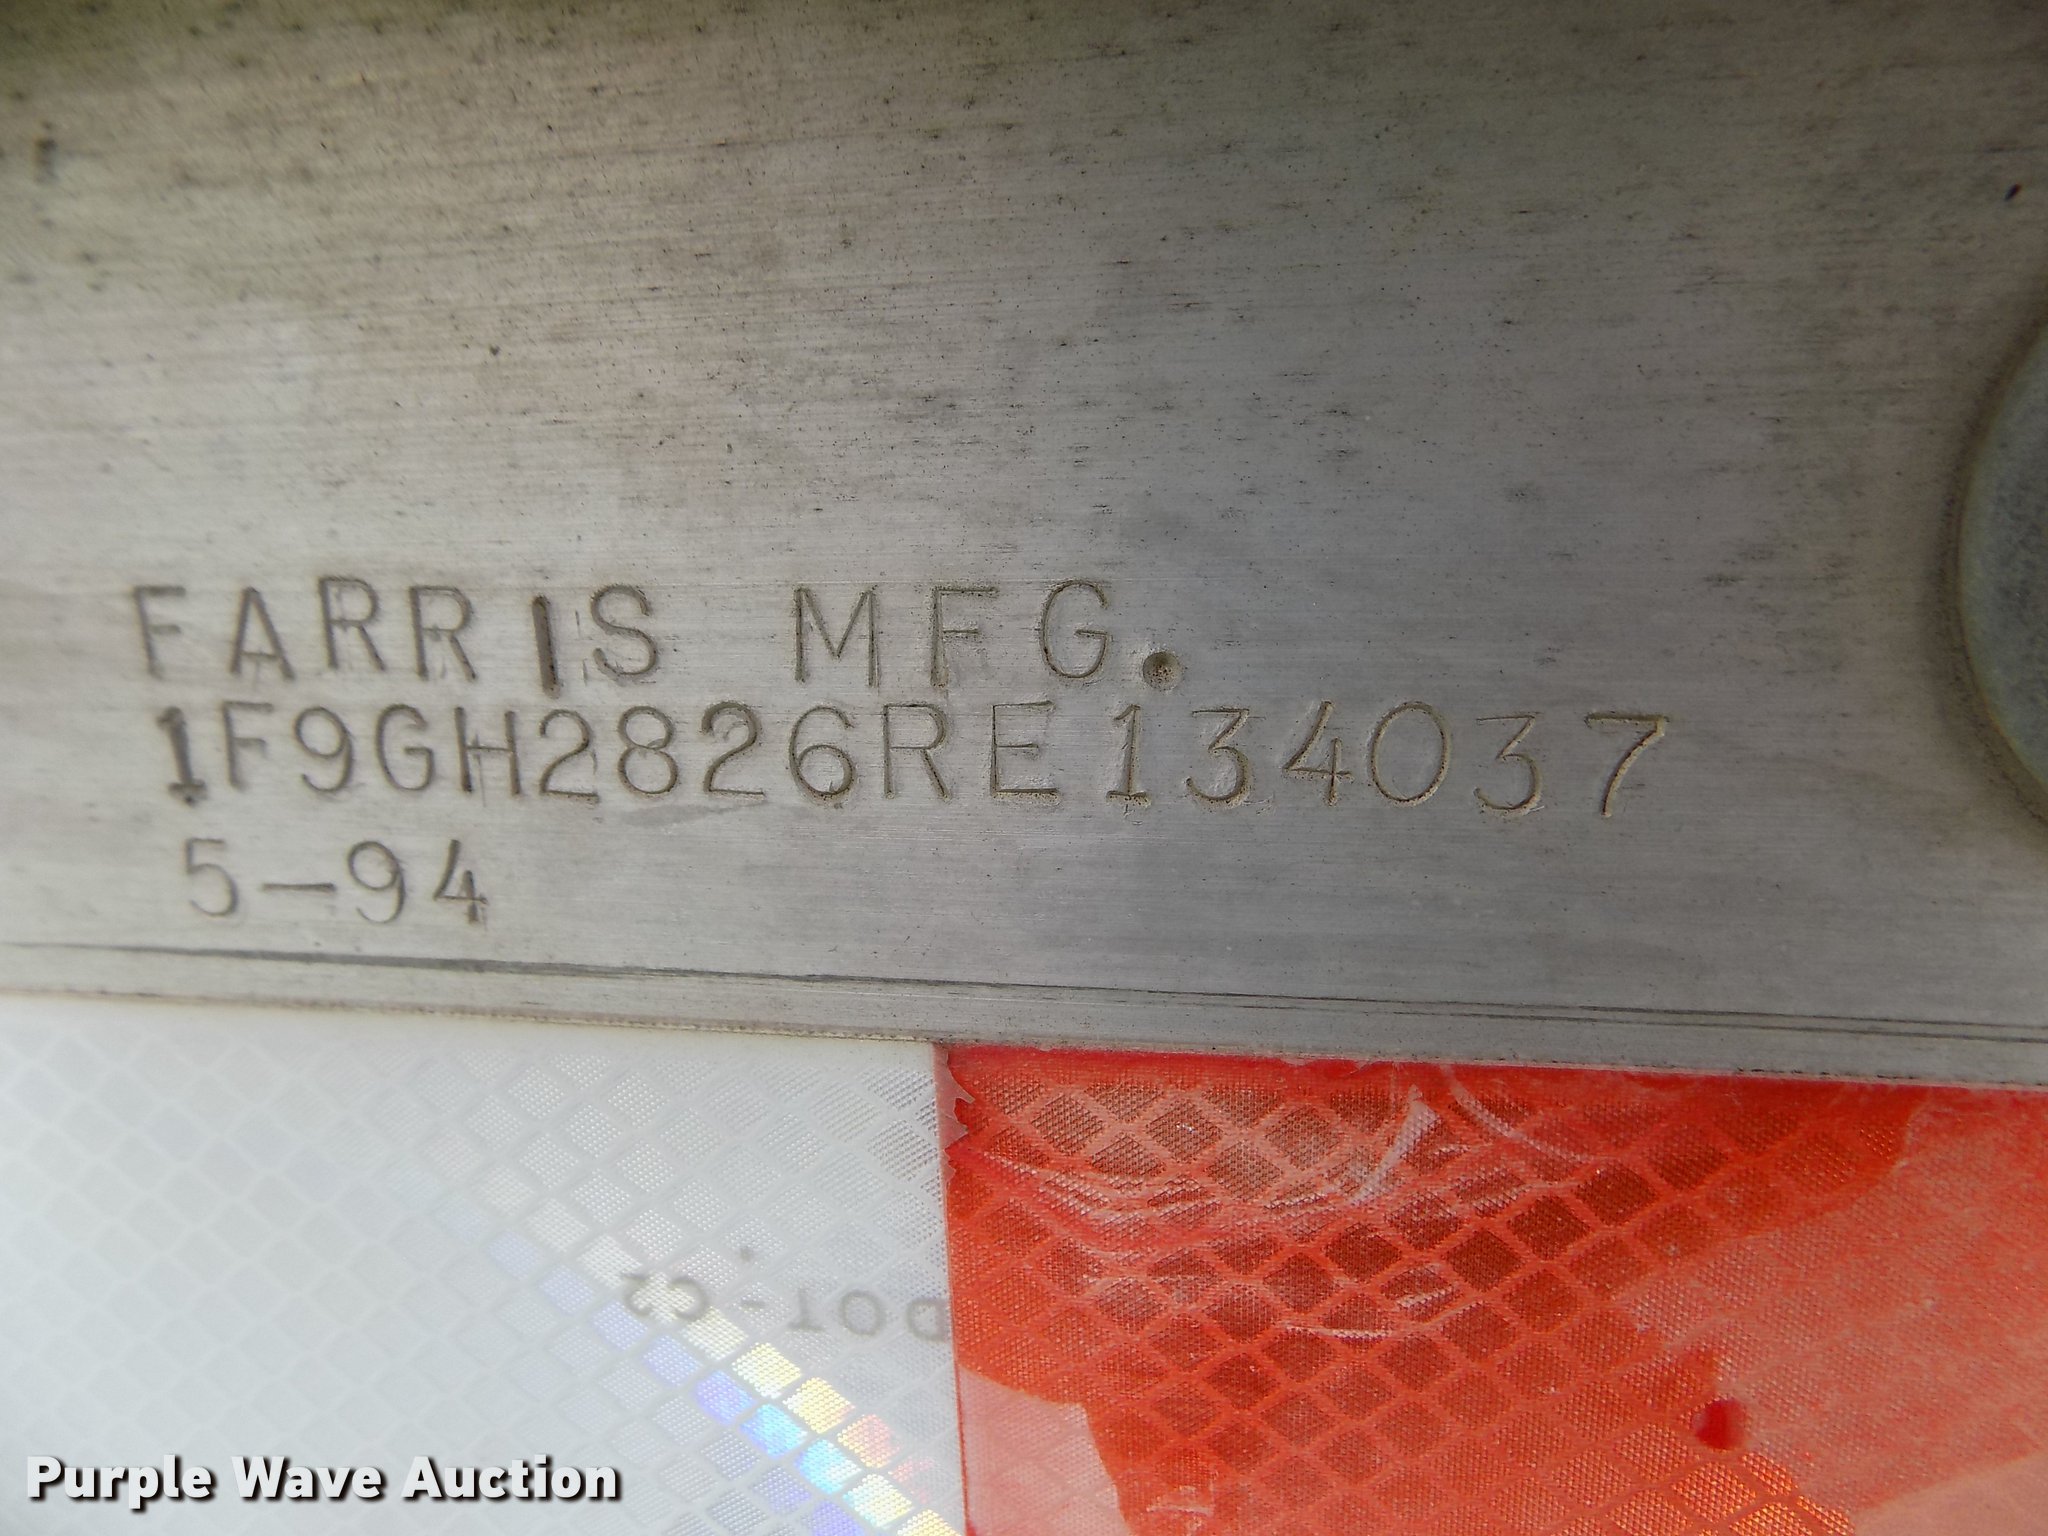 FARRIS MFG.
1F9GH2826RE134037
5-94
DOT-C2
Purple Wave Auction